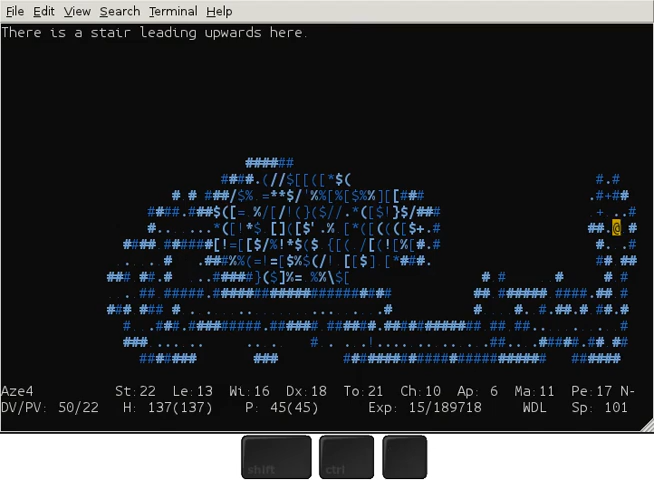 File Edit View Search Terminal Help
There is a stair leading upwards here.
Aze4 St:22 Le:13 Wi:16 Dx:18 To:21 Ch:10 Ap: 6 Ma:11 Pe:17 N-
DV/PV: 50/22 H: 137(137) P: 45(45) Exp: 15/189718 WDL Sp: 101
shift ctrl